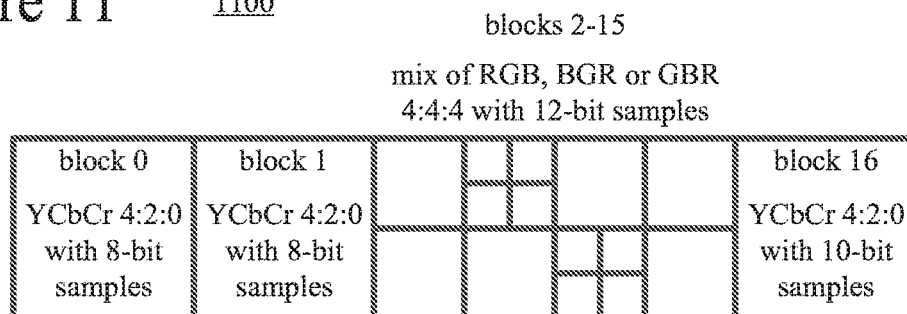 11
1100
blocks 2-15
mix of RGB, BGR or GBR
4:4:4 with 12-bit samples
block 0
YCbCr 4:2:0
with 8-bit
samples
block 1
YCbCr 4:2:0
with 8-bit
samples
block 16
YCbCr 4:2:0
with 10-bit
samples